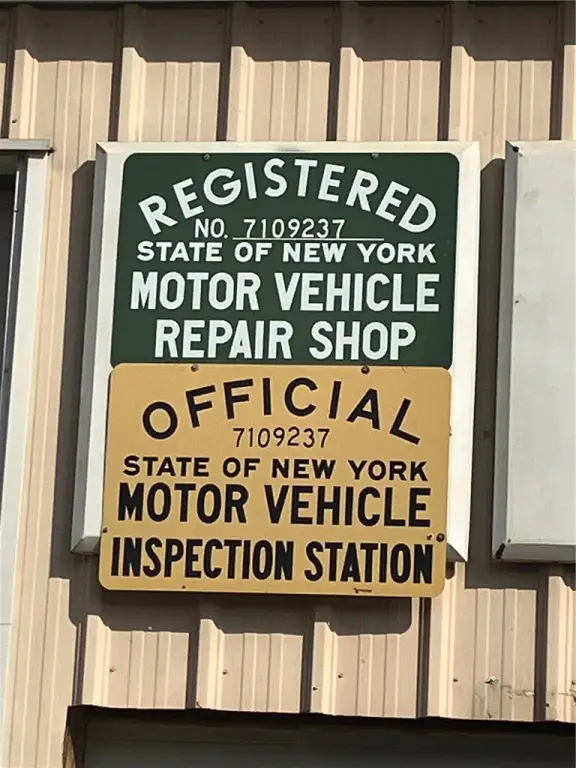 REGISTERED
NO. 7109237
STATE OF NEW YORK
MOTOR VEHICLE
REPAIR SHOP
OFFICIAL
7109237
STATE OF NEW YORK
MOTOR VEHICLE
INSPECTION STATION